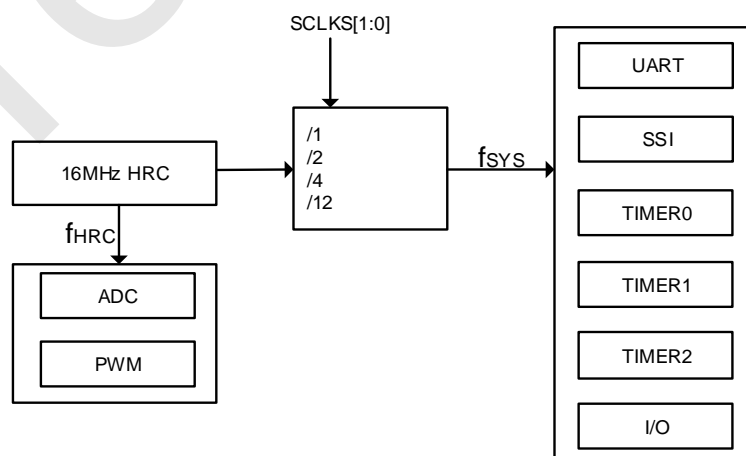 SCLKS[1:0]
16MHz HRC
/1
/2
/4
/12
fSYS
fHRC
ADC
PWM
UART
SSI
TIMER0
TIMER1
TIMER2
I/O